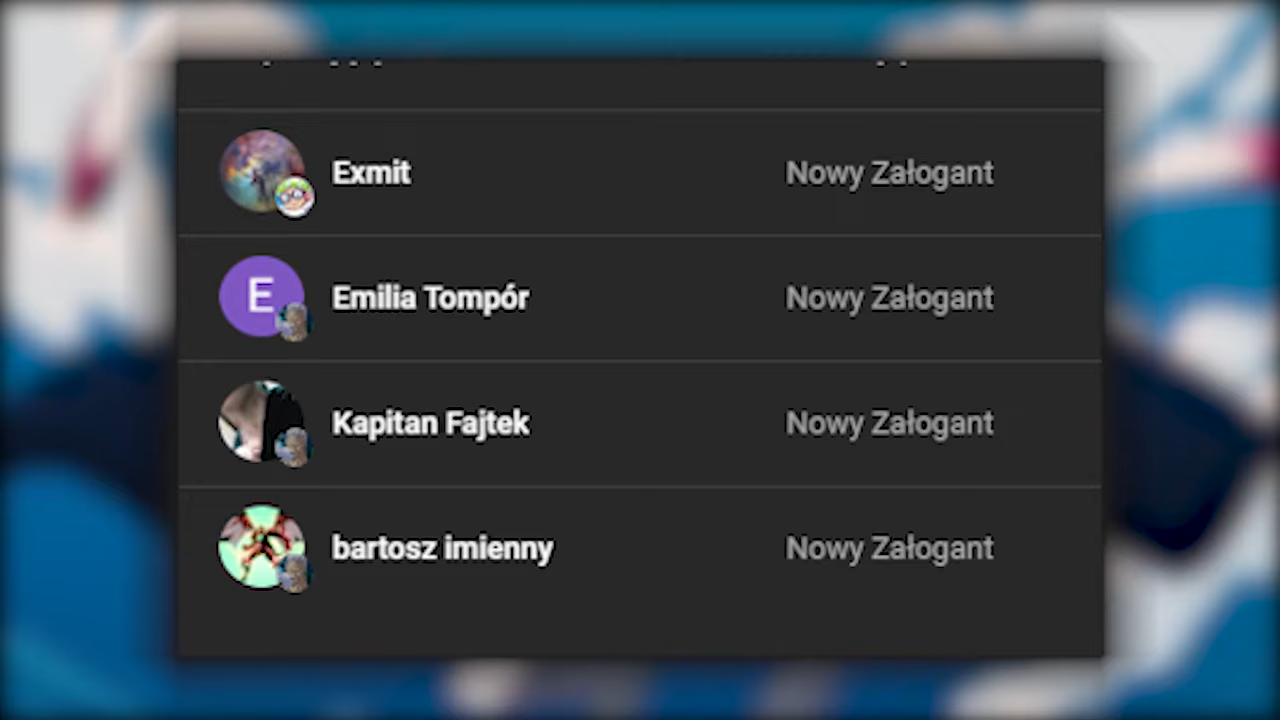 Exmit Nowy Załogant
E Emilia Tompór Nowy Załogant
Kapitan Fajtek Nowy Załogant
bartosz imienny Nowy Załogant